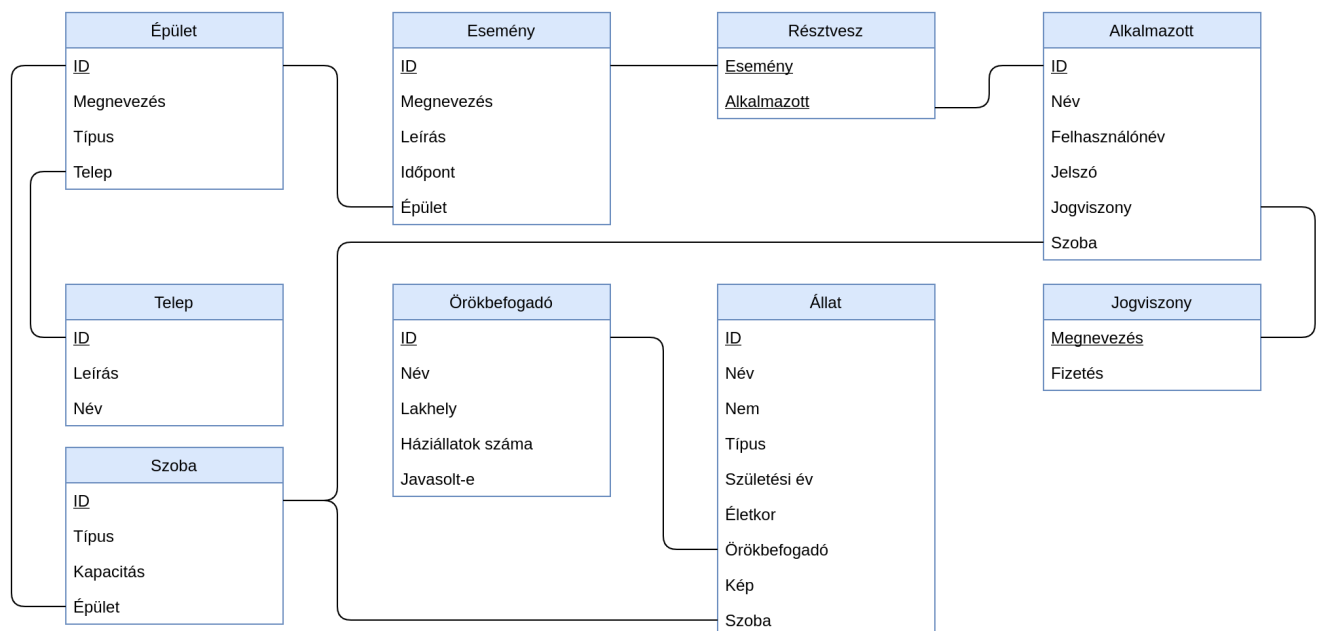 Épület
ID
Megnevezés
Típus
Telep
Esemény
ID
Megnevezés
Leírás
Időpont
Épület
Résztvesz
Esemény
Alkalmazott
Alkalmazott
ID
Név
Felhasználónév
Jelszó
Jogviszony
Szoba
Telep
ID
Leírás
Név
Örökbefogadó
ID
Név
Lakhely
Háziállatok száma
Javasolt-e
Állat
ID
Név
Nem
Típus
Születési év
Életkor
Örökbefogadó
Kép
Szoba
Jogviszony
Megnevezés
Fizetés
Szoba
ID
Típus
Kapacitás
Épület